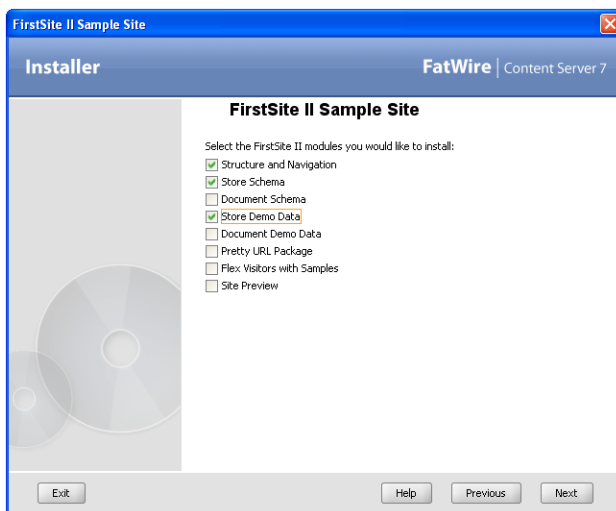 FirstSite II Sample Site
Installer
FatWire | Content Server 7
FirstSite II Sample Site
Select the FirstSite II modules you would like to install:
Structure and Navigation
Store Schema
Document Schema
Store Demo Data
Document Demo Data
Pretty URL Package
Flex Visitors with Samples
Site Preview
Exit
Help
Previous
Next